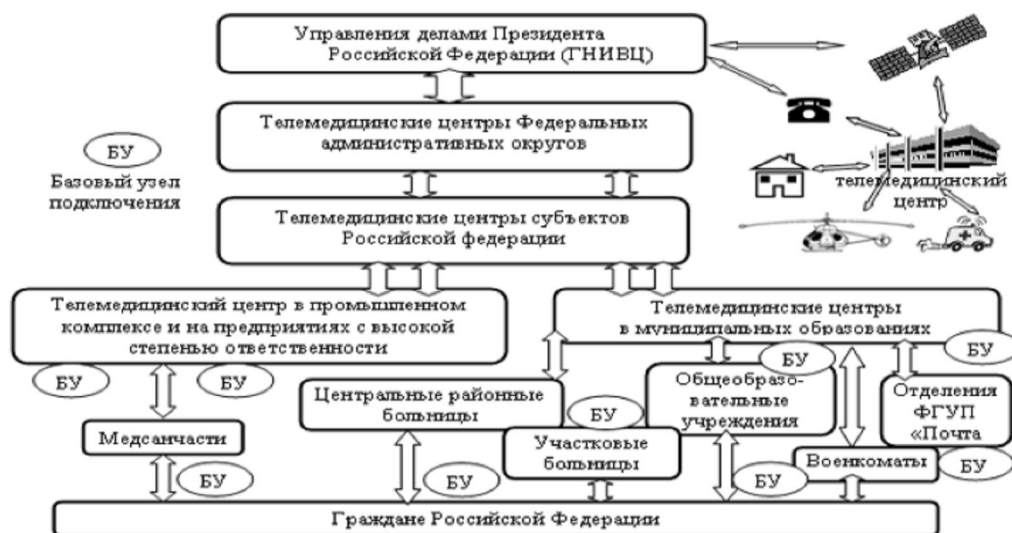 Управления делами Президента
Российской Федерации (ГНИВЦ)
Телемедицинские центры Федеральных
административных округов
БУ
Базовый узел
подключения
телемедицинский
центр
Телемедицинские центры субъектов
Российской федерации
Телемедицинский центр в промышленном
комплексе и на предприятиях с высокой
степенью ответственности
Телемедицинские центры
в муниципальных образованиях
БУ
БУ
БУ
БУ
Центральные районные
больницы
Общеобразо-
вательные
учреждения
Отделения
ФГУП
«Почта
БУ
Медсанчасти
Участковые
больницы
Военкоматы
БУ
БУ
БУ
БУ
Граждане Российской Федерации